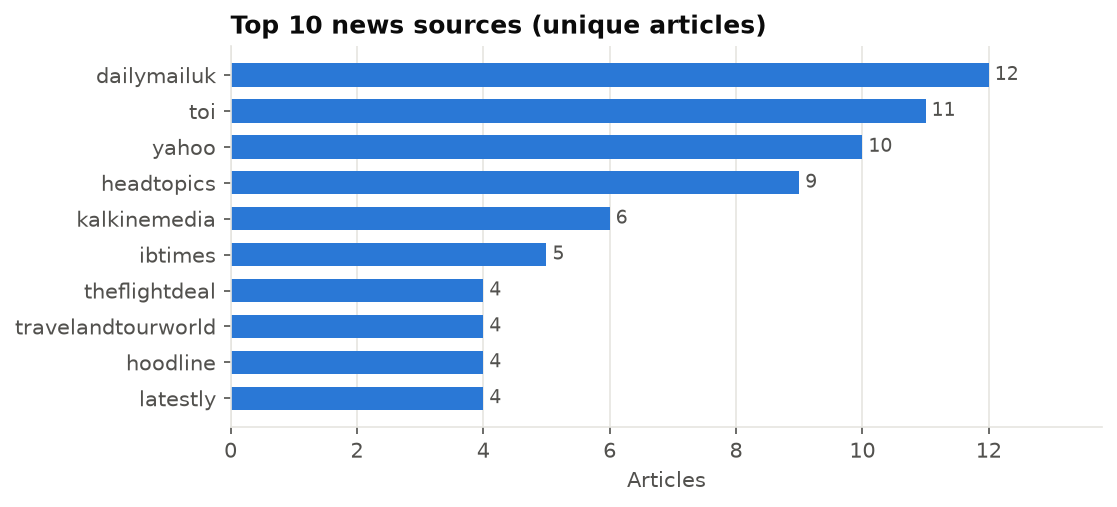 Top 10 news sources (unique articles)
dailymailuk 12
toi 11
yahoo 10
headtopics 9
kalkinemedia 6
ibtimes 5
theflightdeal 4
travelandtourworld 4
hoodline 4
latestly 4
0 2 4 6 8 10 12
Articles